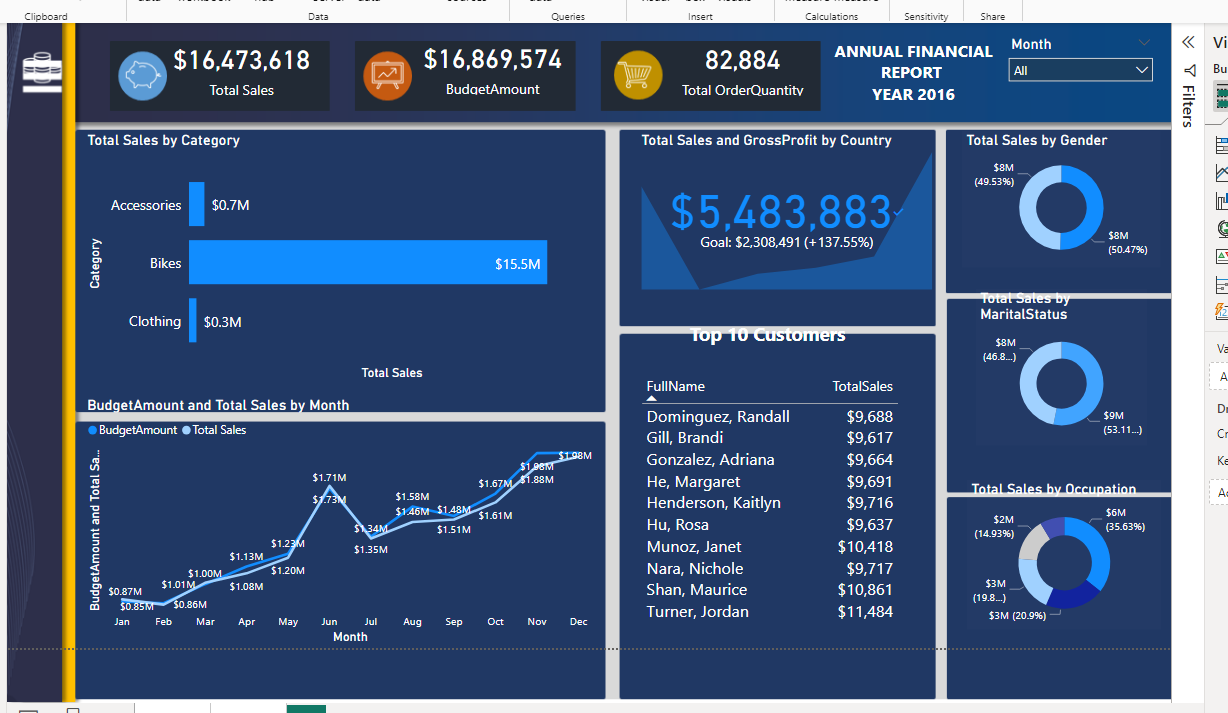 Clipboard
Data
Queries
Insert
Calculations
Sensitivity
Share
$16,473,618
Total Sales
$16,869,574
BudgetAmount
82,884
Total OrderQuantity
ANNUAL FINANCIAL
REPORT
YEAR 2016
Month
All
Filters
Total Sales by Category
Category
Accessories
$0.7M
Bikes
$15.5M
Clothing
$0.3M
Total Sales
BudgetAmount and Total Sales by Month
BudgetAmount Total Sales
BudgetAmount and Total Sa...
$0.87M
$0.85M
$1.01M
$0.86M
$1.00M
$1.13M
$1.08M
$1.23M
$1.20M
$1.71M
$1.73M
$1.34M
$1.35M
$1.58M
$1.46M
$1.48M
$1.51M
$1.67M
$1.61M
$1.98M
$1.88M
$1.98M
Jan Feb Mar Apr May Jun Jul Aug Sep Oct Nov Dec
Month
Total Sales and GrossProfit by Country
$5,483,883
Goal: $2,308,491 (+137.55%)
Top 10 Customers
FullName TotalSales
Dominguez, Randall $9,688
Gill, Brandi $9,617
Gonzalez, Adriana $9,664
He, Margaret $9,691
Henderson, Kaitlyn $9,716
Hu, Rosa $9,637
Munoz, Janet $10,418
Nara, Nichole $9,717
Shan, Maurice $10,861
Turner, Jordan $11,484
Total Sales by Gender
$8M
(49.53%)
$8M
(50.47%)
Total Sales by
MaritalStatus
$8M
(46.8...)
$9M
(53.11...)
Total Sales by Occupation
$6M
(35.63%)
$2M
(14.93%)
$3M
(19.8...)
$3M (20.9%)